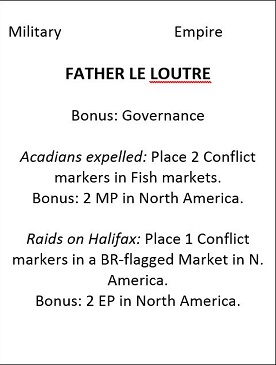 Military Empire
FATHER LE LOUTRE
Bonus: Governance
Acadians expelled: Place 2 Conflict
markers in Fish markets.
Bonus: 2 MP in North America.
Raids on Halifax: Place 1 Conflict
markers in a BR-flagged Market in N.
America.
Bonus: 2 EP in North America.